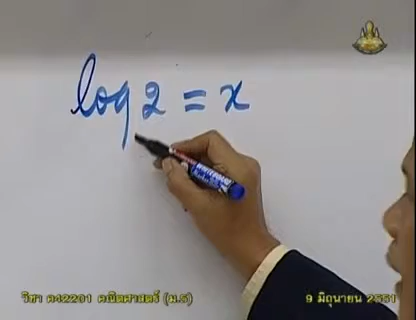 log 2 = x
วิชา ค42201 คณิตศาสตร์ (ม.5)
9 มิถุนายน 2551